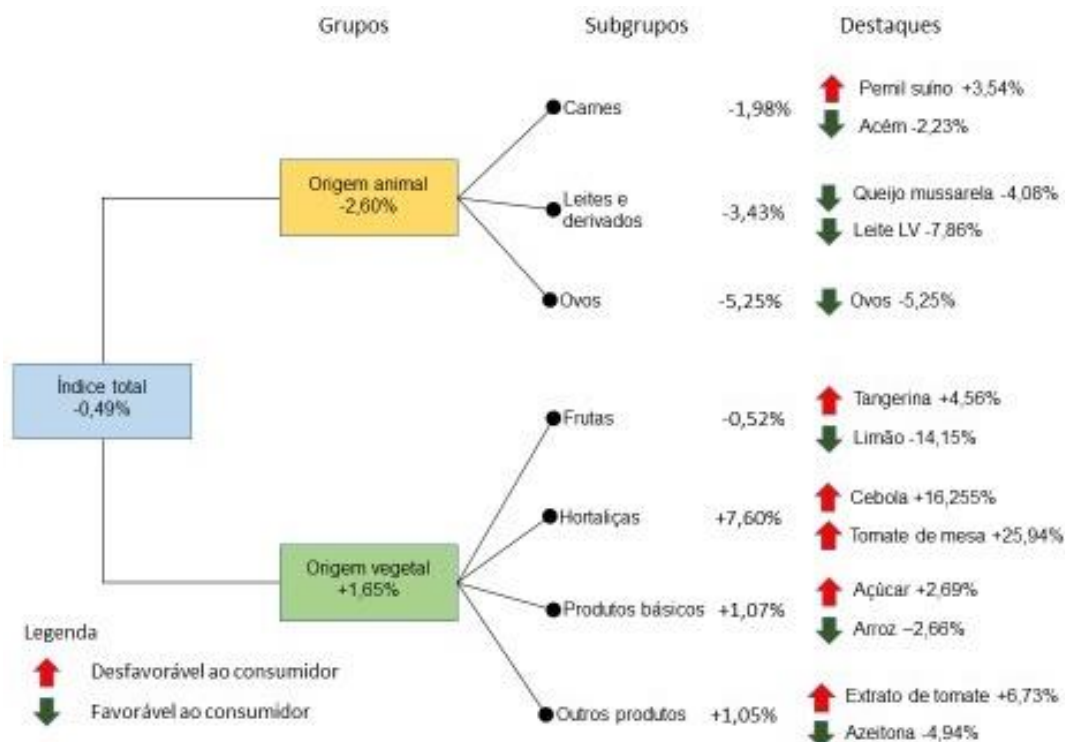 Grupos
Subgrupos
Destaques
Índice total
-0,49%
Origem animal
-2,60%
Carnes
-1,98%
Pernil suíno +3,54%
Acém -2,23%
Leites e
derivados
-3,43%
Queijo mussarela -4,08%
Leite LV -7,86%
Ovos
-5,25%
Ovos -5,25%
Origem vegetal
+1,65%
Frutas
-0,52%
Tangerina +4,56%
Limão -14,15%
Hortaliças
+7,60%
Cebola +16,255%
Tomate de mesa +25,94%
Produtos básicos
+1,07%
Açúcar +2,69%
Arroz –2,66%
Outros produtos
+1,05%
Extrato de tomate +6,73%
Azeitona -4,94%
Legenda
Desfavorável ao consumidor
Favorável ao consumidor